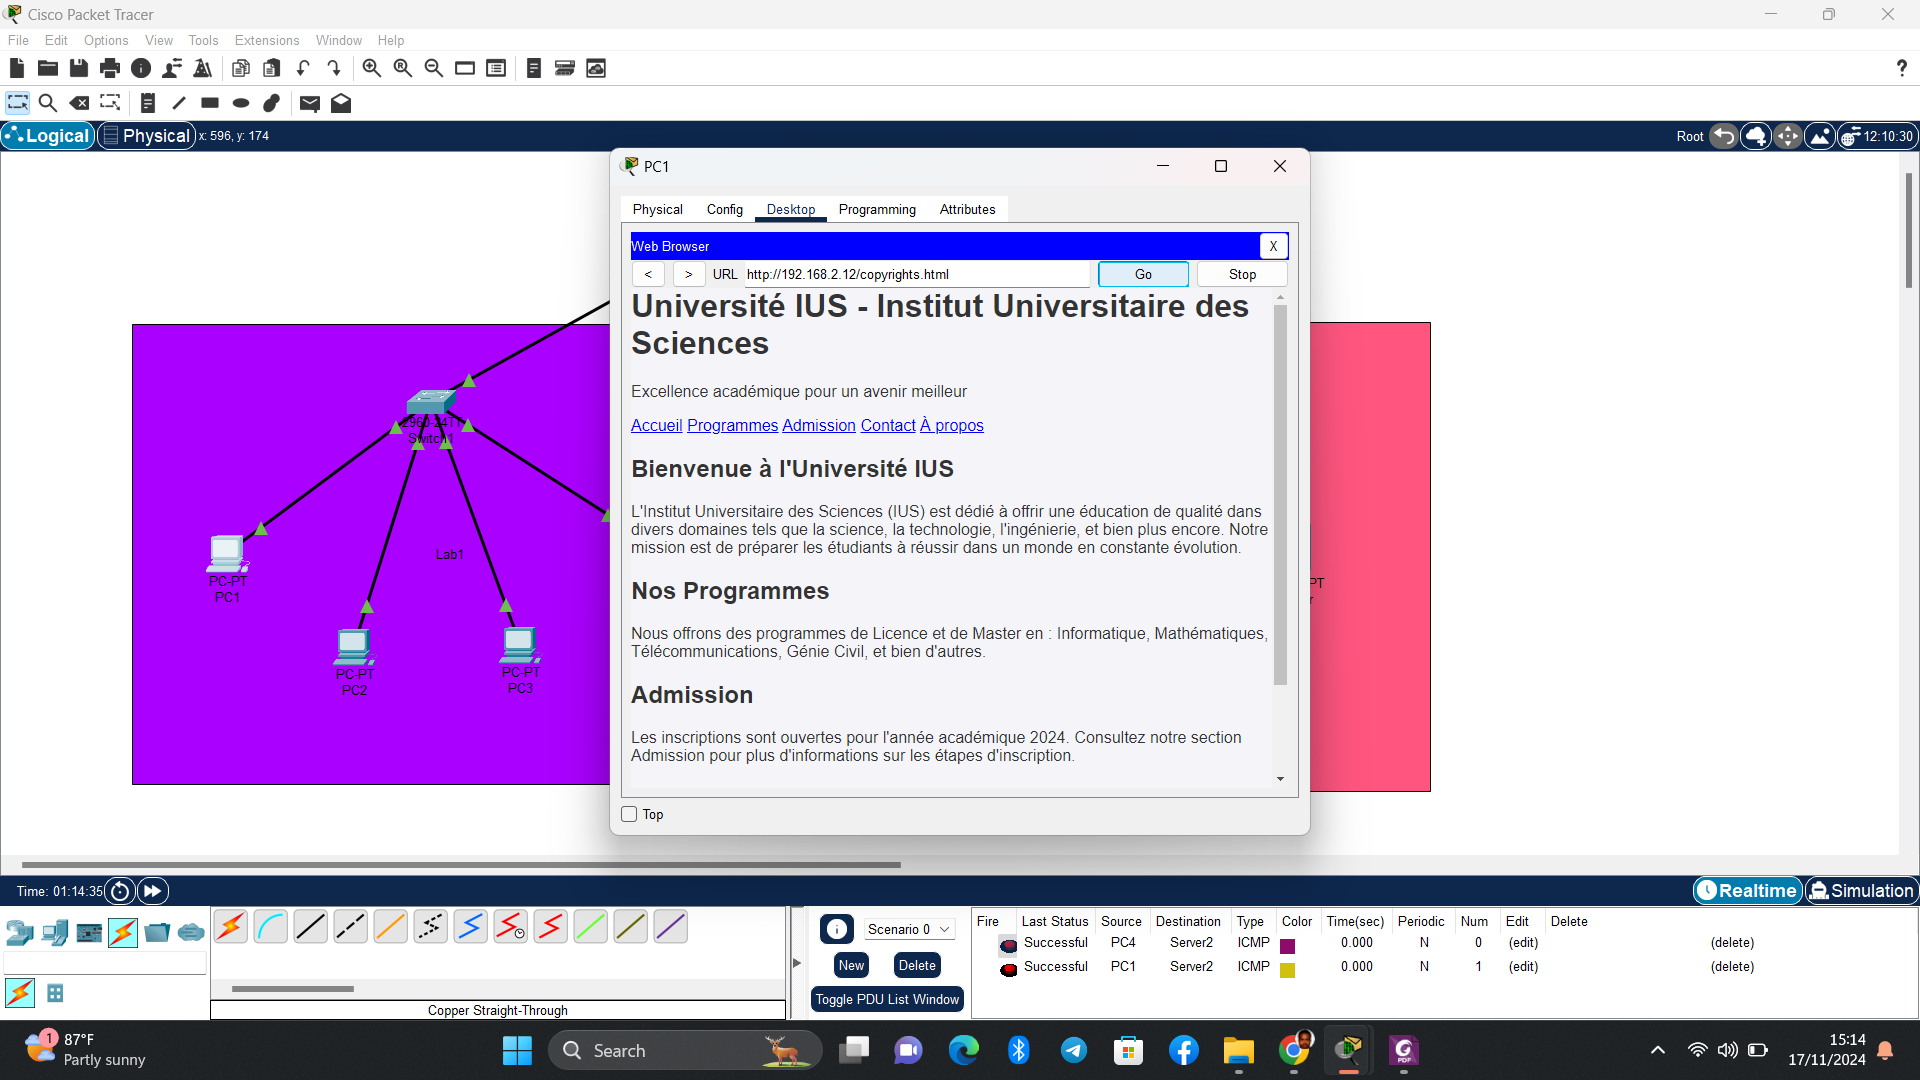 Cisco Packet Tracer
File Edit Options View Tools Extensions Window Help
?
Logical Physical x: 596, y: 174 Root 12:10:30
PC1
Physical Config Desktop Programming Attributes
Web Browser X
< > URL http://192.168.2.12/copyrights.html Go Stop
Université IUS - Institut Universitaire des
Sciences
Excellence académique pour un avenir meilleur
Accueil Programmes Admission Contact À propos
Bienvenue à l'Université IUS
L'Institut Universitaire des Sciences (IUS) est dédié à offrir une éducation de qualité dans
divers domaines tels que la science, la technologie, l'ingénierie, et bien plus encore. Notre
mission est de préparer les étudiants à réussir dans un monde en constante évolution.
Nos Programmes
Nous offrons des programmes de Licence et de Master en : Informatique, Mathématiques,
Télécommunications, Génie Civil, et bien d'autres.
Admission
Les inscriptions sont ouvertes pour l'année académique 2024. Consultez notre section
Admission pour plus d'informations sur les étapes d'inscription.
Top
2960-24TT
Switch1
Lab1
PC-PT
PC1
PC-PT
PC2
PC-PT
PC3
PT
r
Time: 01:14:35 Realtime Simulation
Copper Straight-Through
Scenario 0
New Delete
Toggle PDU List Window
Fire Last Status Source Destination Type Color Time(sec) Periodic Num Edit Delete
Successful PC4 Server2 ICMP 0.000 N 0 (edit) (delete)
Successful PC1 Server2 ICMP 0.000 N 1 (edit) (delete)
1
87°F
Partly sunny
Search
PDF
15:14
17/11/2024